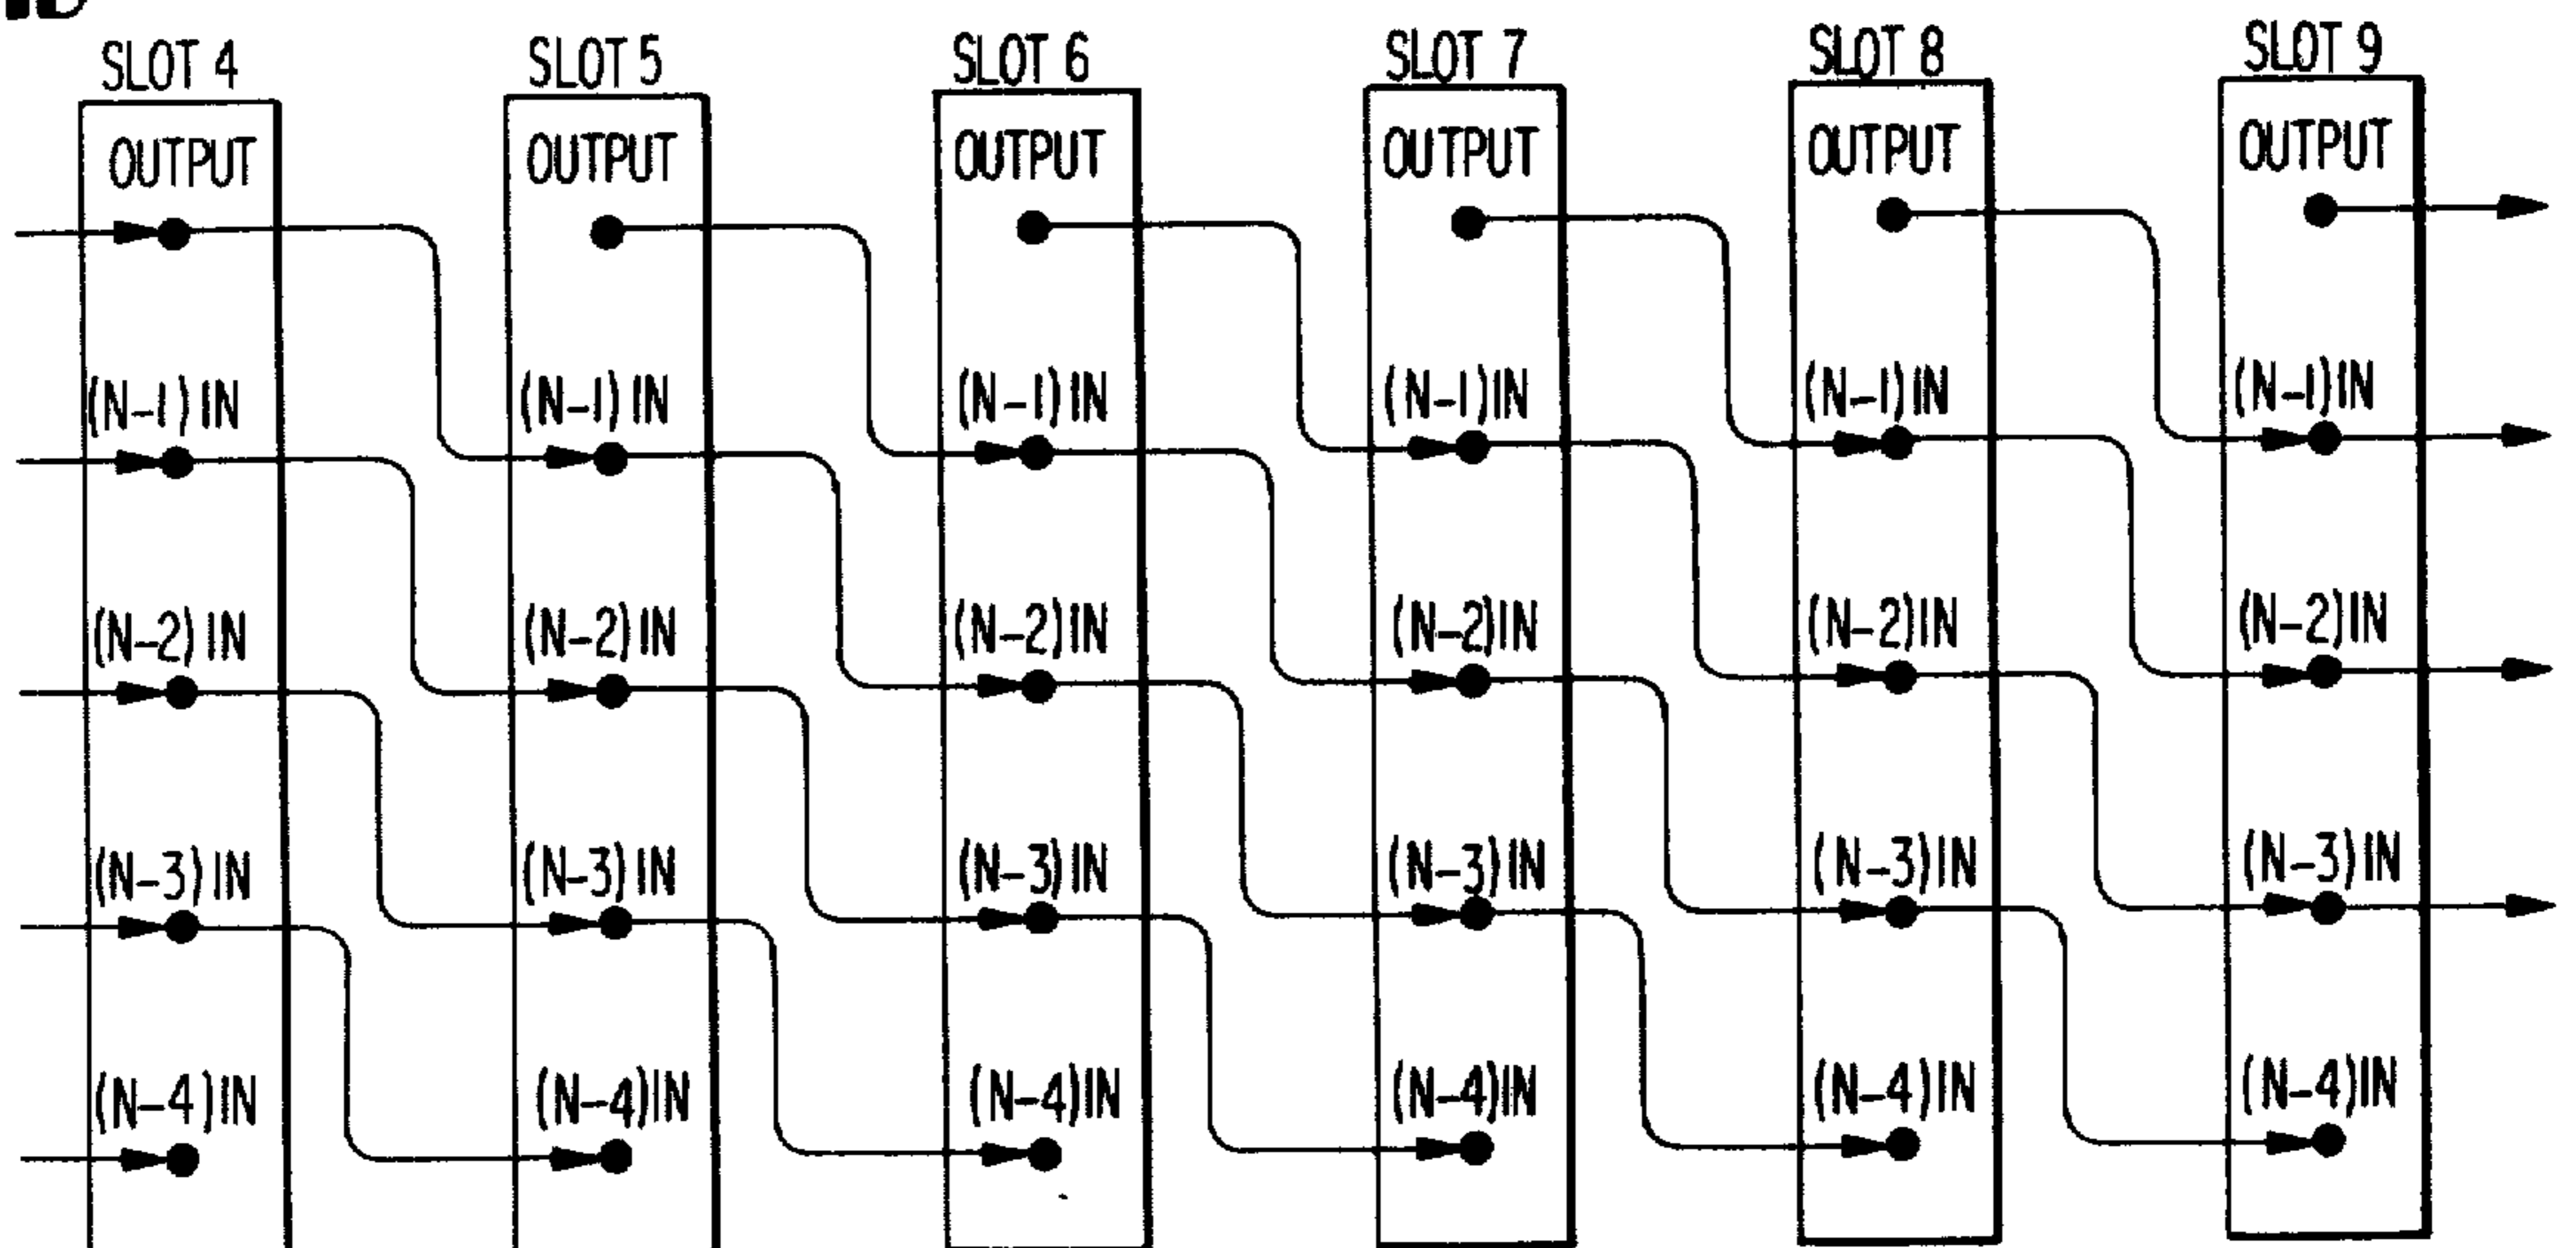 SLOT 4 SLOT 5 SLOT 6 SLOT 7 SLOT 8 SLOT 9
OUTPUT OUTPUT OUTPUT OUTPUT OUTPUT OUTPUT
(N-1)IN (N-1)IN (N-1)IN (N-1)IN (N-1)IN (N-1)IN
(N-2)IN (N-2)IN (N-2)IN (N-2)IN (N-2)IN (N-2)IN
(N-3)IN (N-3)IN (N-3)IN (N-3)IN (N-3)IN (N-3)IN
(N-4)IN (N-4)IN (N-4)IN (N-4)IN (N-4)IN (N-4)IN